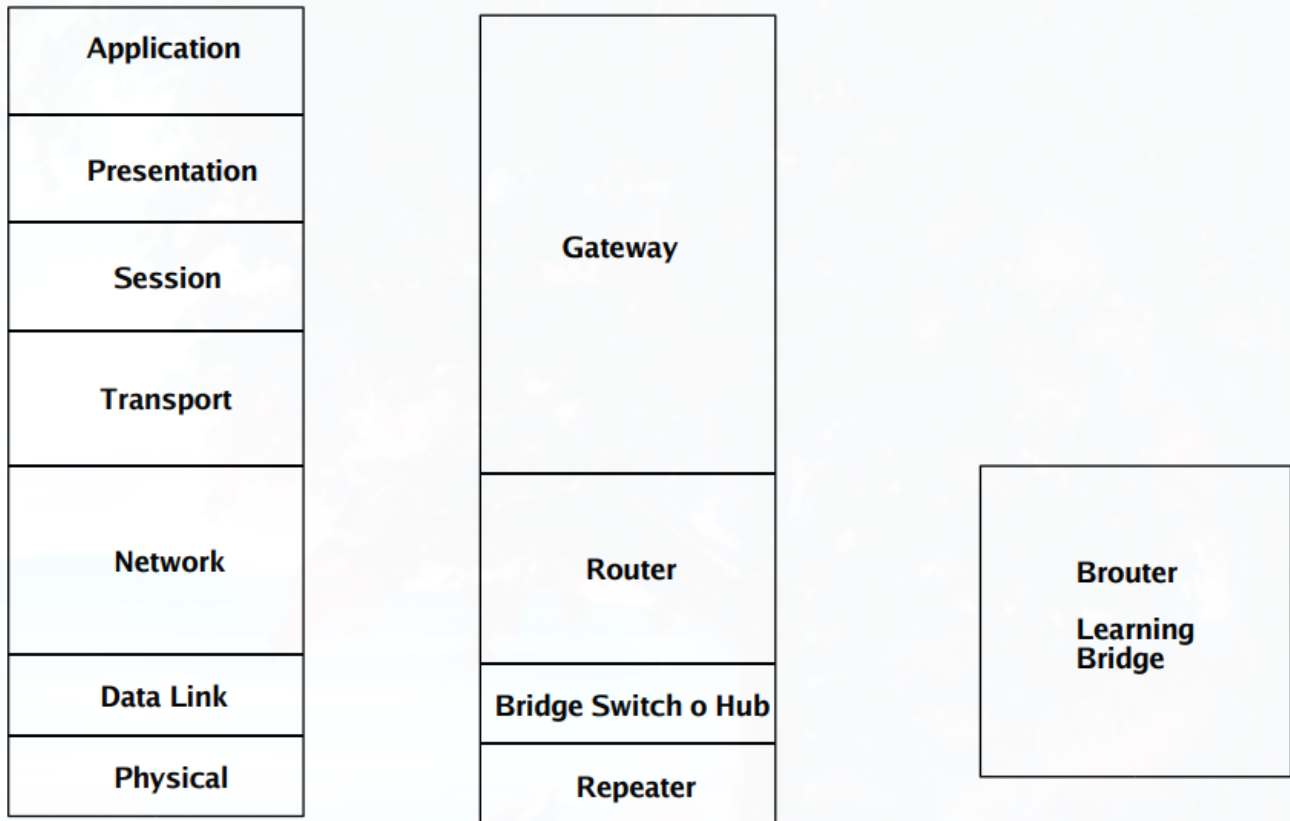 Application
Presentation
Session
Transport
Network
Data Link
Physical
Gateway
Router
Bridge Switch o Hub
Repeater
Brouter
Learning
Bridge